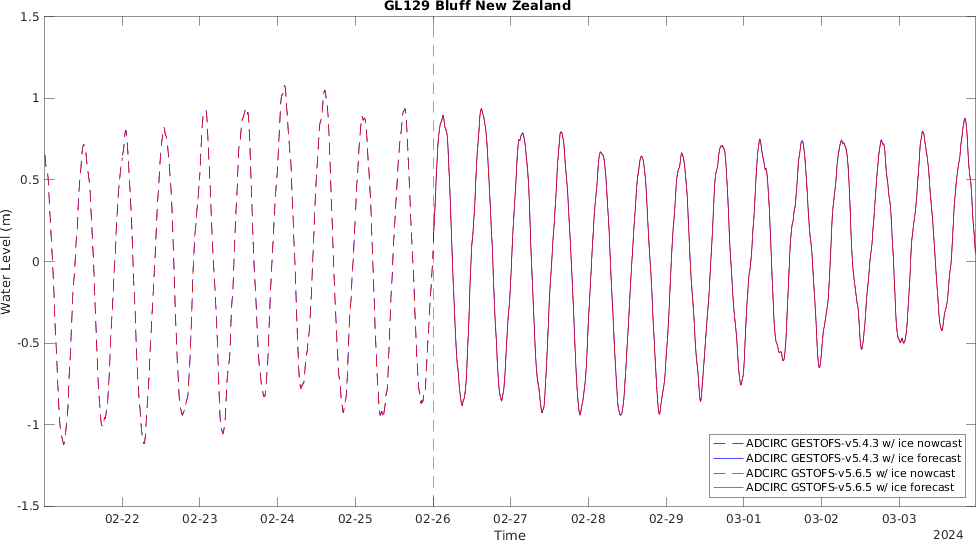 GL129 Bluff New Zealand
1.5
1
0.5
0
-0.5
-1
-1.5
Water Level (m)
ADCIRC GESTOFS-v5.4.3 w/ ice nowcast
ADCIRC GESTOFS-v5.4.3 w/ ice forecast
ADCIRC GSTOFS-v5.6.5 w/ ice nowcast
ADCIRC GSTOFS-v5.6.5 w/ ice forecast
02-22 02-23 02-24 02-25 02-26 02-27 02-28 02-29 03-01 03-02 03-03
Time
2024